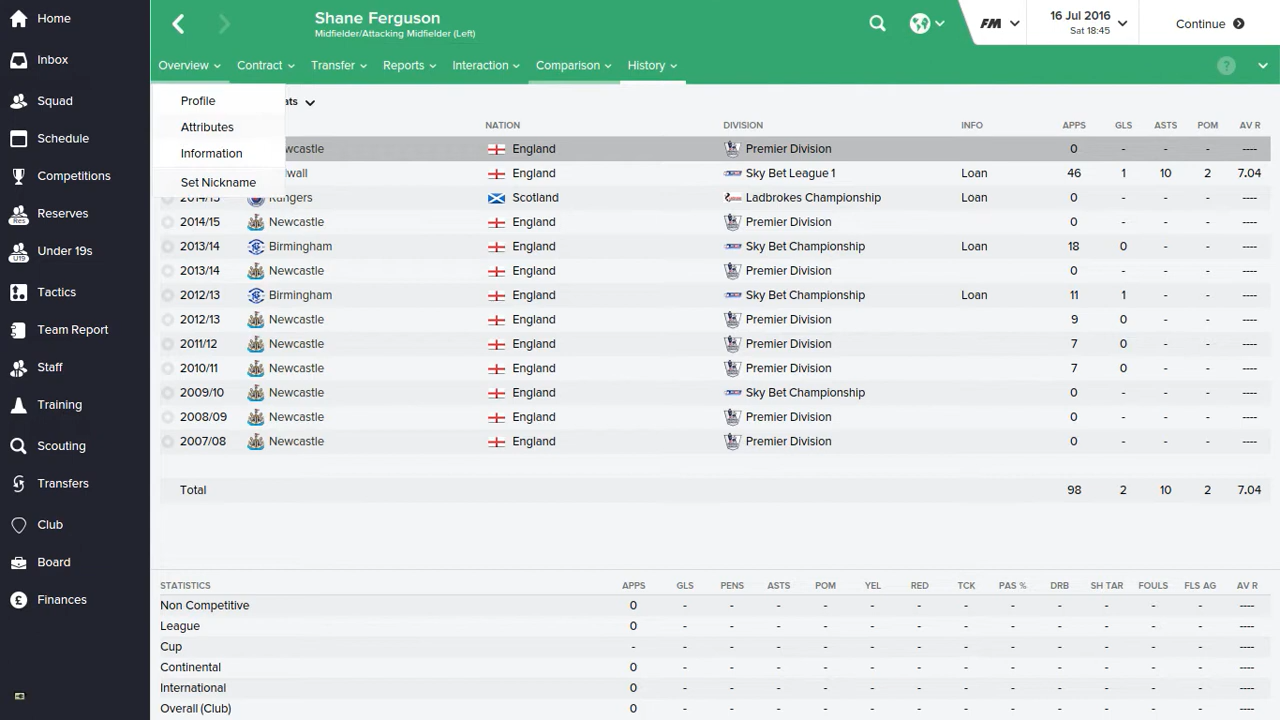 Home
Inbox
Squad
Schedule
Competitions
Reserves
Under 19s
Tactics
Team Report
Staff
Training
Scouting
Transfers
Club
Board
Finances
Shane Ferguson
Midfielder/Attacking Midfielder (Left)
FM
16 Jul 2016
Sat 18:45
Continue
Overview Contract Transfer Reports Interaction Comparison History ?
Profile
Attributes
Information
Set Nickname
NATION DIVISION INFO APPS GLS ASTS POM AV R
England Premier Division 0 - - - ----
England Sky Bet League 1 Loan 46 1 10 2 7.04
Rangers Scotland Ladbrokes Championship Loan 0 - - - ----
2014/15 Newcastle England Premier Division 0 - - - ----
2013/14 Birmingham England Sky Bet Championship Loan 18 0 - - ----
2013/14 Newcastle England Premier Division 0 - - - ----
2012/13 Birmingham England Sky Bet Championship Loan 11 1 - - ----
2012/13 Newcastle England Premier Division 9 0 - - ----
2011/12 Newcastle England Premier Division 7 0 - - ----
2010/11 Newcastle England Premier Division 7 0 - - ----
2009/10 Newcastle England Sky Bet Championship 0 - - - ----
2008/09 Newcastle England Premier Division 0 - - - ----
2007/08 Newcastle England Premier Division 0 - - - ----
Total 98 2 10 2 7.04
STATISTICS APPS GLS PENS ASTS POM YEL RED TCK PAS % DRB SH TAR FOULS FLS AG AV R
Non Competitive 0 - - - - - - - - - - - - ----
League 0 - - - - - - - - - - - - ----
Cup - - - - - - - - - - - - - ----
Continental 0 - - - - - - - - - - - - ----
International 0 - - - - - - - - - - - - ----
Overall (Club) 0 - - - - - - - - - - - - ----